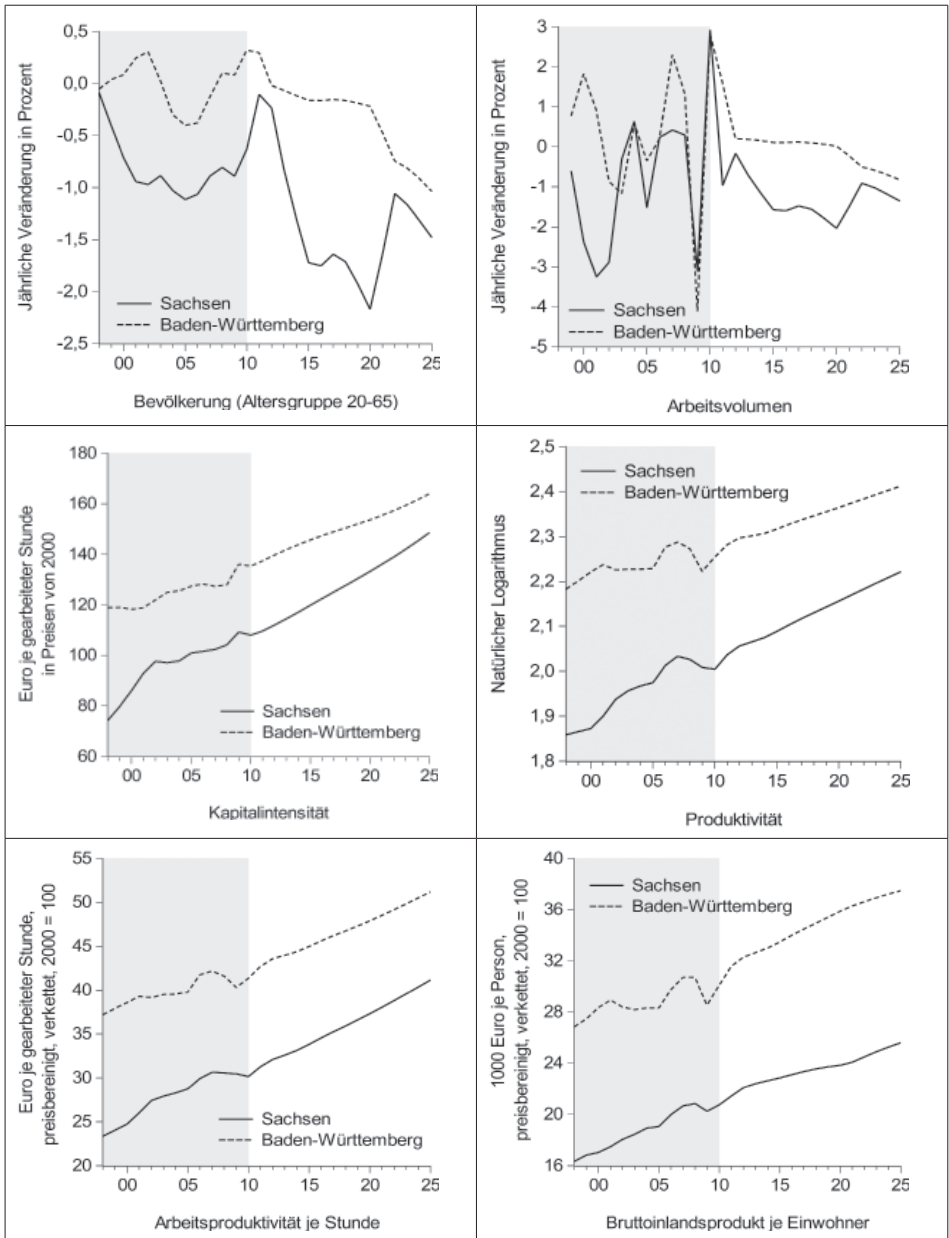 Jährliche Veränderung in Prozent
0,5
0,0
-0,5
-1,0
-1,5
-2,0
-2,5
Sachsen
Baden-Württemberg
00 05 10 15 20 25
Bevölkerung (Altersgruppe 20-65)
Jährliche Veränderung in Prozent
3
2
1
0
-1
-2
-3
-4
-5
Sachsen
Baden-Württemberg
00 05 10 15 20 25
Arbeitsvolumen
Euro je gearbeiteter Stunde
in Preisen von 2000
180
160
140
120
100
80
60
Sachsen
Baden-Württemberg
00 05 10 15 20 25
Kapitalintensität
Natürlicher Logarithmus
2,5
2,4
2,3
2,2
2,1
2,0
1,9
1,8
Sachsen
Baden-Württemberg
00 05 10 15 20 25
Produktivität
Euro je gearbeiteter Stunde,
preisbereinigt, verkettet, 2000 = 100
55
50
45
40
35
30
25
20
Sachsen
Baden-Württemberg
00 05 10 15 20 25
Arbeitsproduktivität je Stunde
1000 Euro je Person,
preisbereinigt, verkettet, 2000 = 100
40
36
32
28
24
20
16
Sachsen
Baden-Württemberg
00 05 10 15 20 25
Bruttoinlandsprodukt je Einwohner